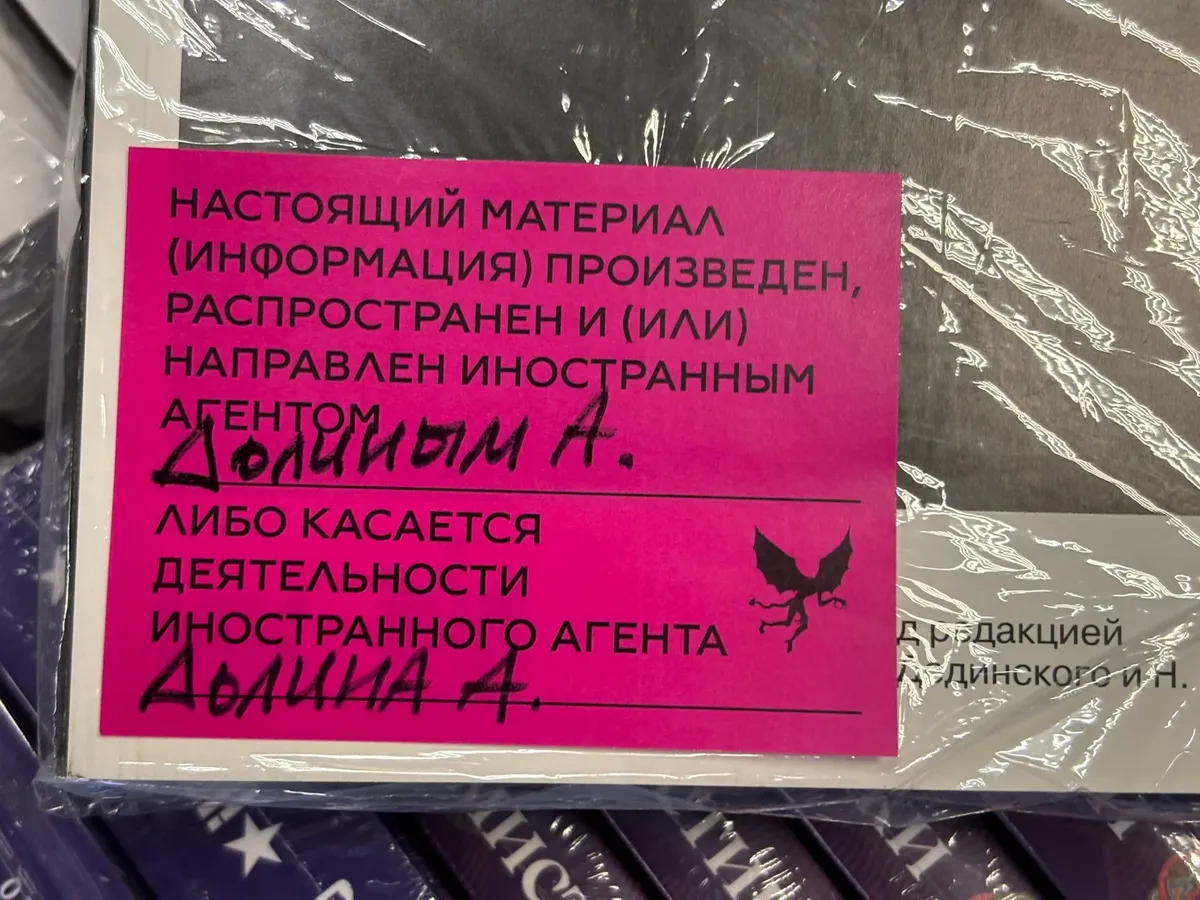 НАСТОЯЩИЙ МАТЕРИАЛ
(ИНФОРМАЦИЯ) ПРОИЗВЕДЕН,
РАСПРОСТРАНЕН И (ИЛИ)
НАПРАВЛЕН ИНОСТРАННЫМ
АГЕНТОМ
Долиным А.
ЛИБО КАСАЕТСЯ
ДЕЯТЕЛЬНОСТИ
ИНОСТРАННОГО АГЕНТА
Долина А.
редакцией
и Н.